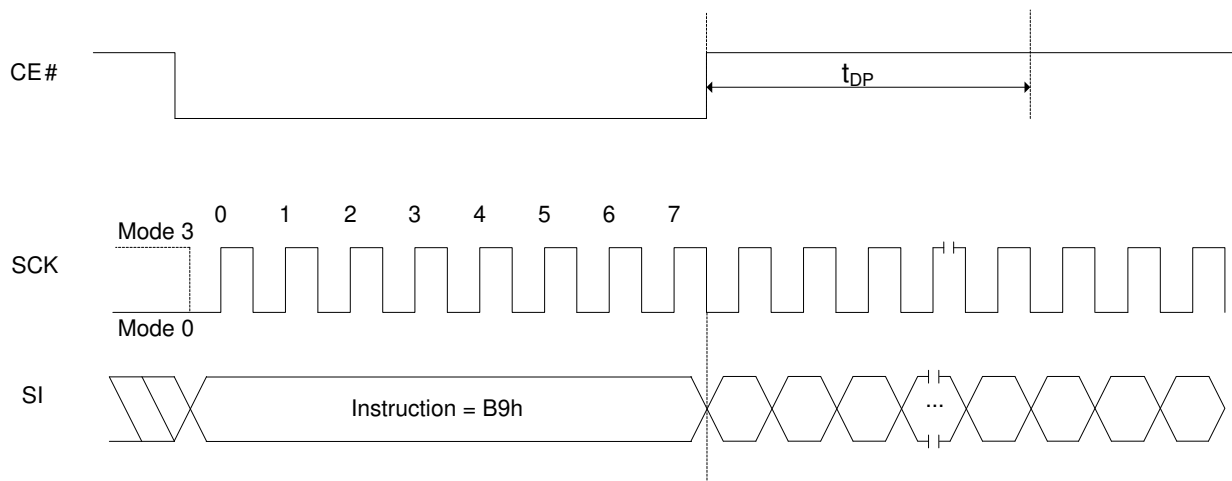 CE#
tDP
0 1 2 3 4 5 6 7
Mode 3
SCK
Mode 0
SI
Instruction = B9h
...